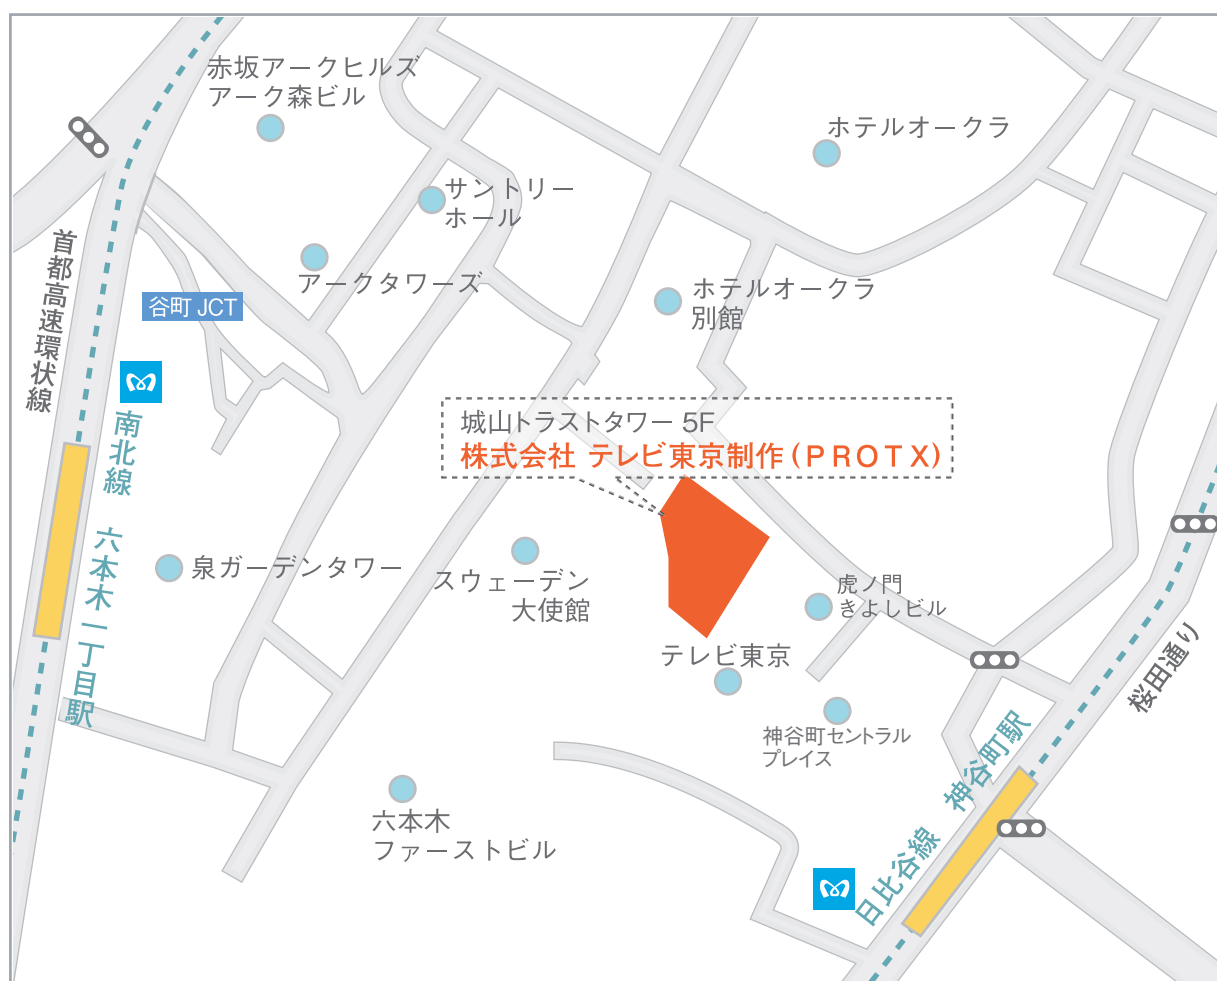 赤坂アークヒルズ
アーク森ビル
ホテルオークラ
サントリー
ホール
首都高速環状線
アークタワーズ
谷町 JCT
ホテルオークラ
別館
南北線 六本木一丁目駅
城山トラストタワー 5F
株式会社 テレビ東京制作(PROTX)
泉ガーデンタワー
スウェーデン
大使館
虎ノ門
きよしビル
テレビ東京
桜田通り
神谷町セントラル
プレイス
日比谷線 神谷町駅
六本木
ファーストビル